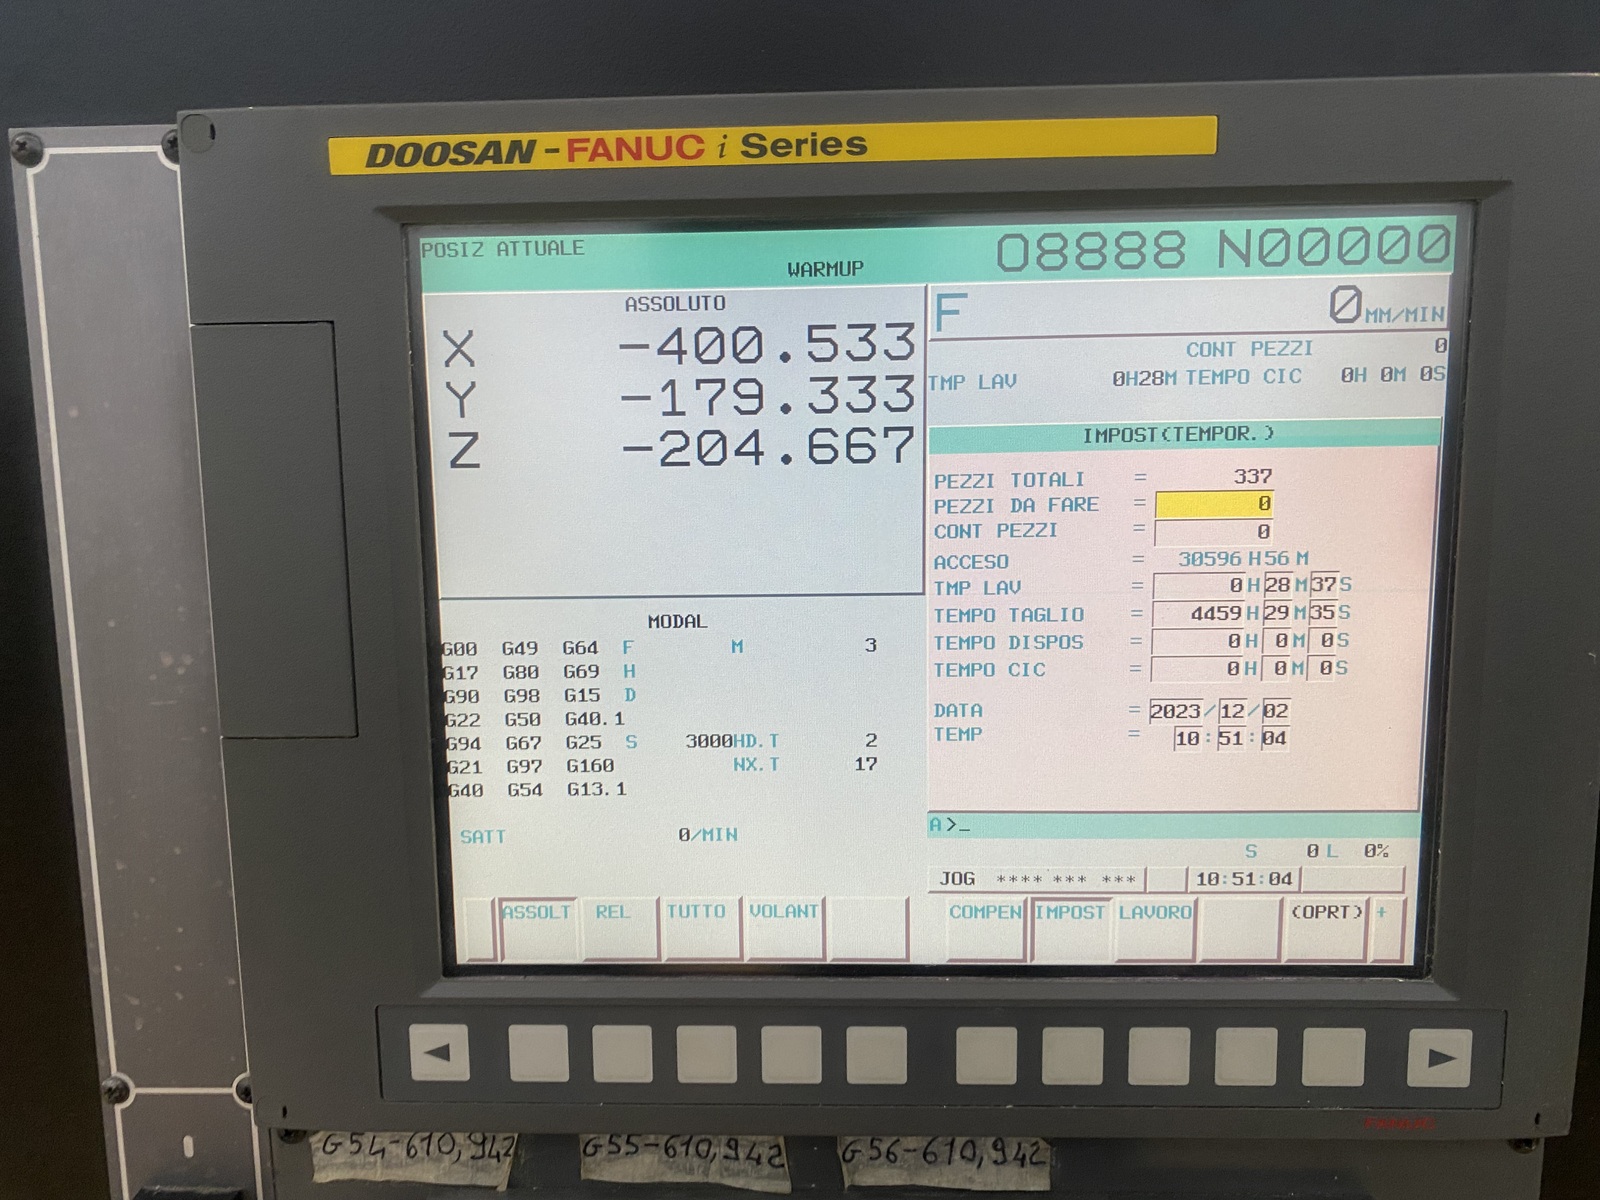 DOOSAN-FANUC i Series
POSIZ ATTUALE
WARMUP
O8888 N00000
ASSOLUTO
X -400.533
Y -179.333
Z -204.667
F 0 MM/MIN
CONT PEZZI 0
TMP LAV 0H28M TEMPO CIC 0H 0M 0S
IMPOST(TEMPOR.)
PEZZI TOTALI = 337
PEZZI DA FARE = 0
CONT PEZZI = 0
ACCESO = 30596 H 56 M
TMP LAV = 0 H 28 M 37 S
TEMPO TAGLIO = 4459 H 29 M 35 S
TEMPO DISPOS = 0 H 0 M 0 S
TEMPO CIC = 0 H 0 M 0 S
DATA = 2023/12/02
TEMP = 10:51:04
MODAL
G00 G49 G64 F M 3
G17 G80 G69 H
G90 G98 G15 D
G22 G50 G40.1
G94 G67 G25 S 3000 HD.T 2
G21 G97 G160 NX.T 17
G40 G54 G13.1
SATT 0/MIN
A>_
S 0 L 0%
JOG **** *** *** 10:51:04
ASSOLT REL TUTTO VOLANT COMPEN IMPOST LAVORO (OPRT) +
FANUC
G54-610,942 G55-610,942 G56-610,942